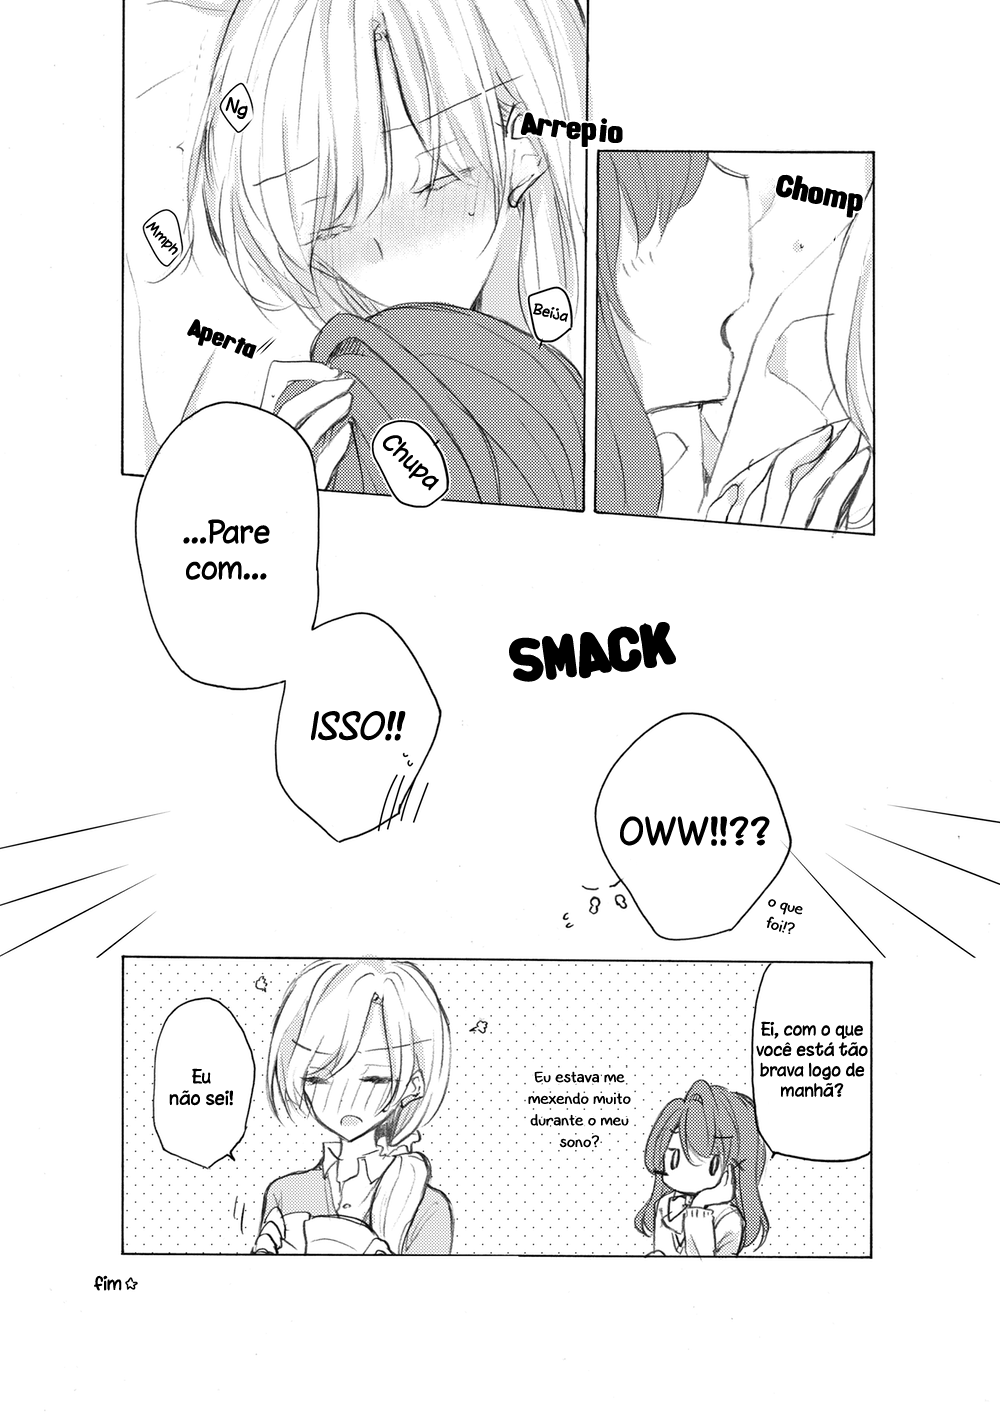 Ng
Arrepio
Chomp
Mmph
Beija
Aperta
Chupa
...Pare
com...
ISSO!!
SMACK
OWW!!??
o que
foi!?
Ei, com o que
você está tão
brava logo de
manhã?
Eu
não sei!
Eu estava me
mexendo muito
durante o meu
sono?
fim☆